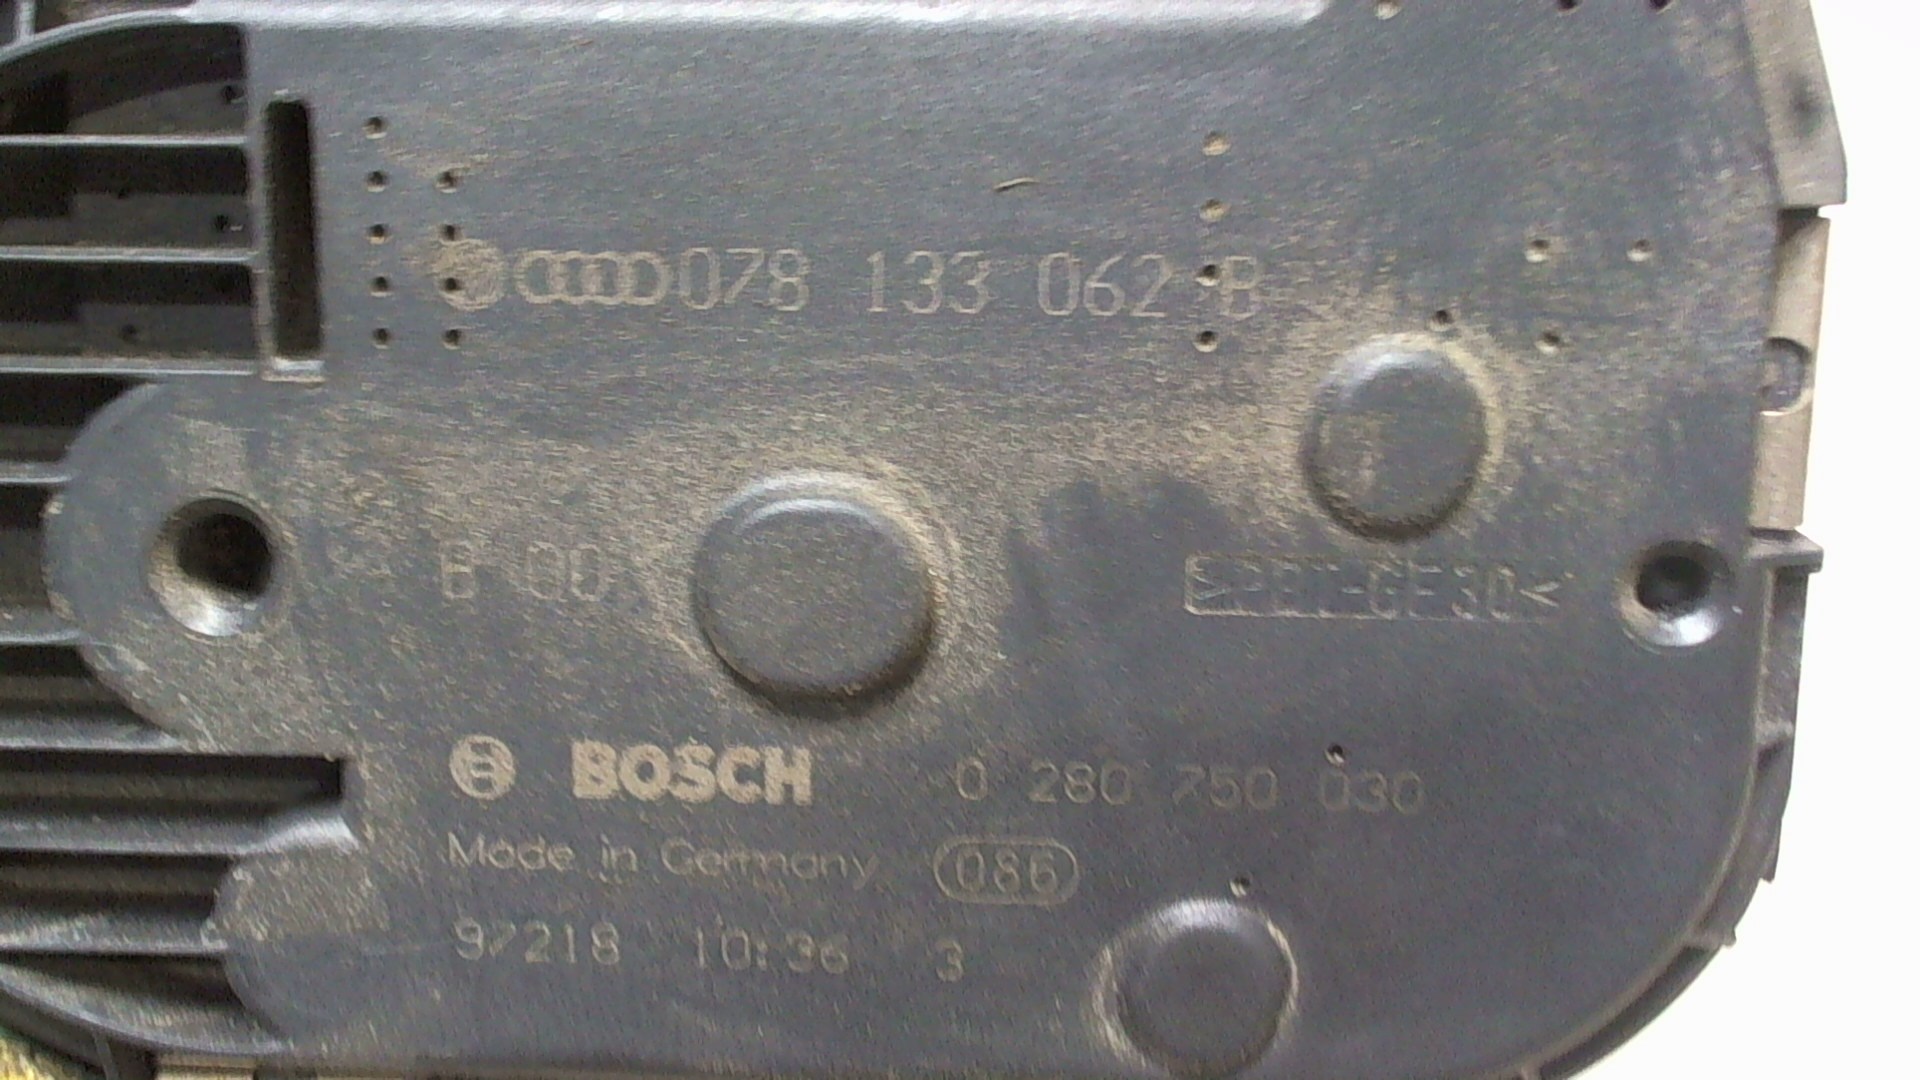 078 133 062 B
B 00
>PBT-GF30<
BOSCH 0 280 750 030
Made in Germany 086
97218 10:36 3